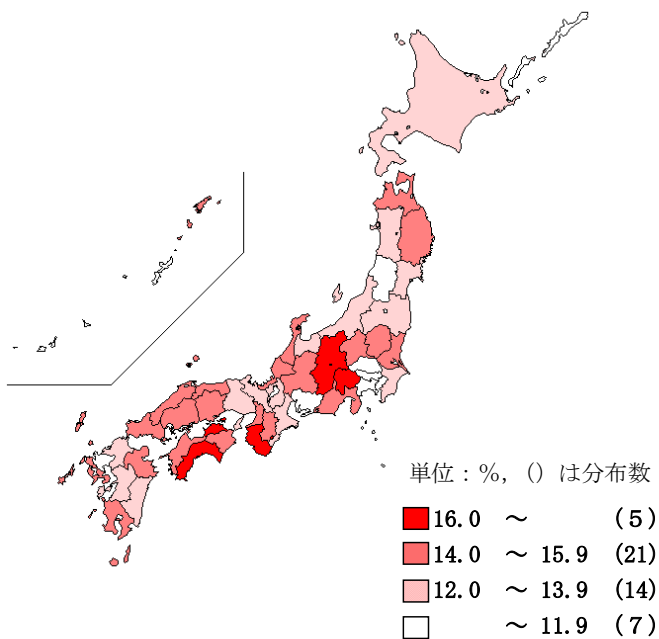 単位：%，() は分布数
16.0 ～ (5)
14.0 ～ 15.9 (21)
12.0 ～ 13.9 (14)
～ 11.9 (7)